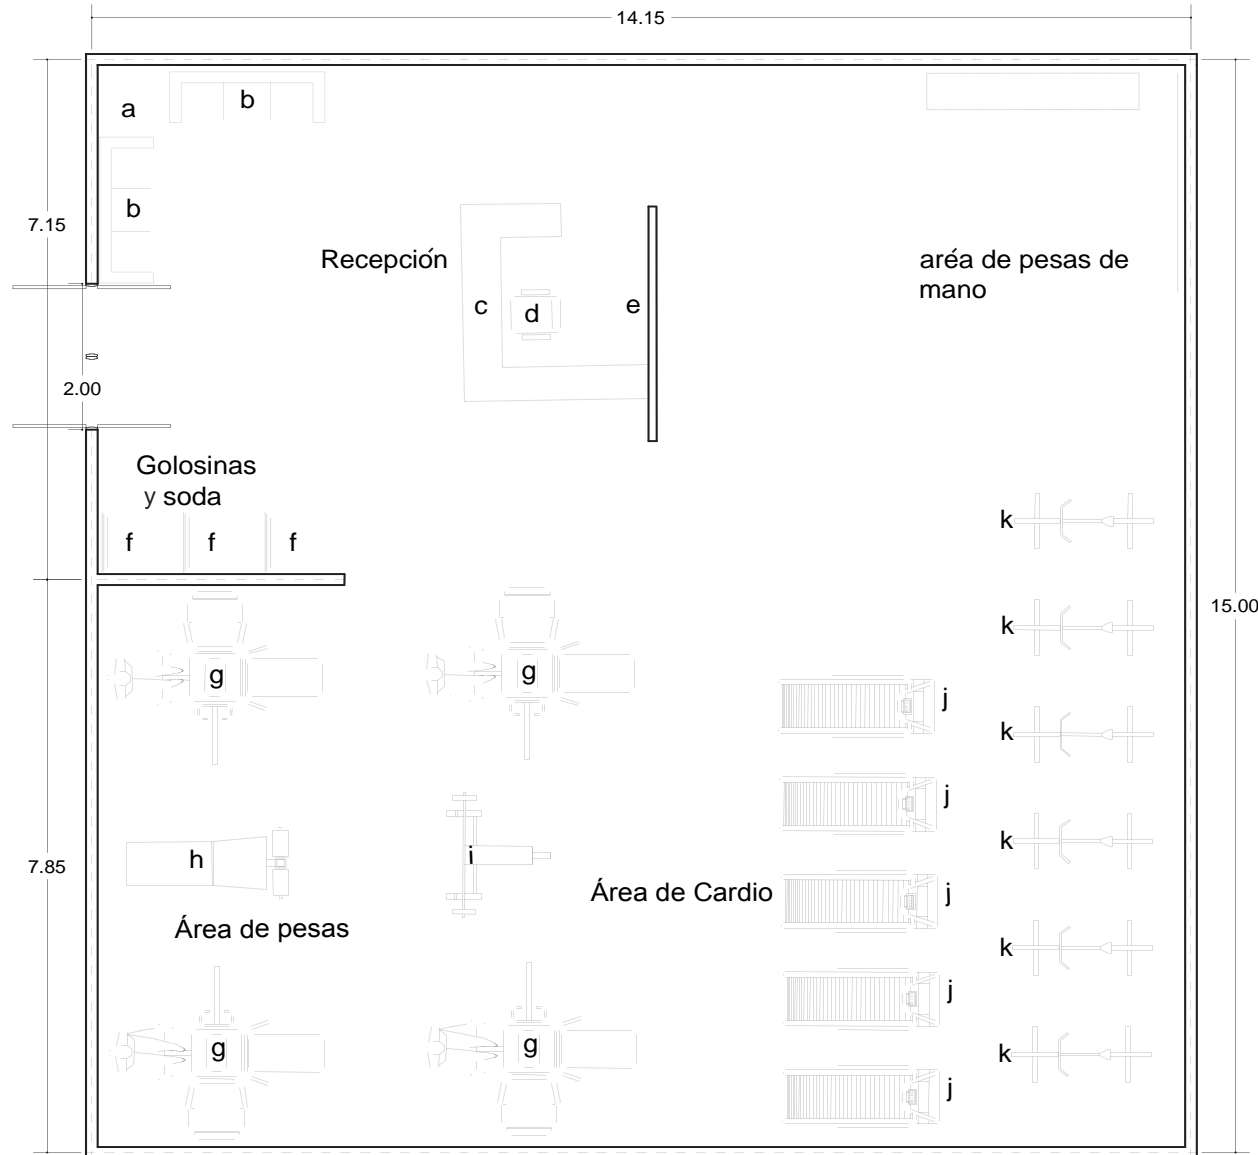 14.15
a
b
b
7.15
Recepción
aréa de pesas de
mano
c
d
e
2.00
Golosinas
y soda
f
f
f
k
k
15.00
g
g
j
k
j
k
7.85
h
i
Área de Cardio
j
Área de pesas
k
j
g
g
k
j